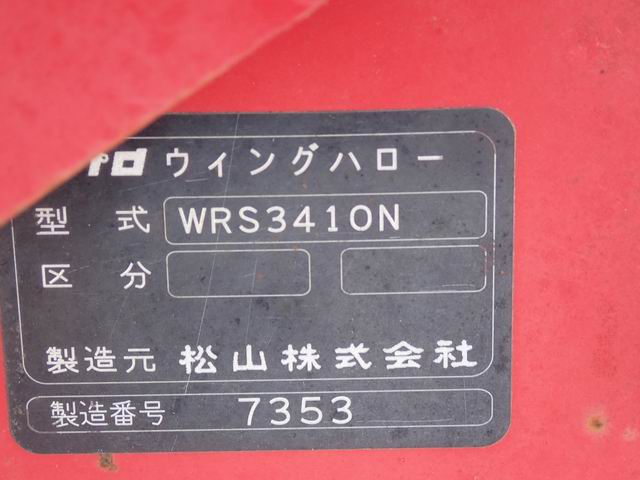 ウィングハロー
型式 WRS3410N
区分
製造元 松山株式会社
製造番号 7353